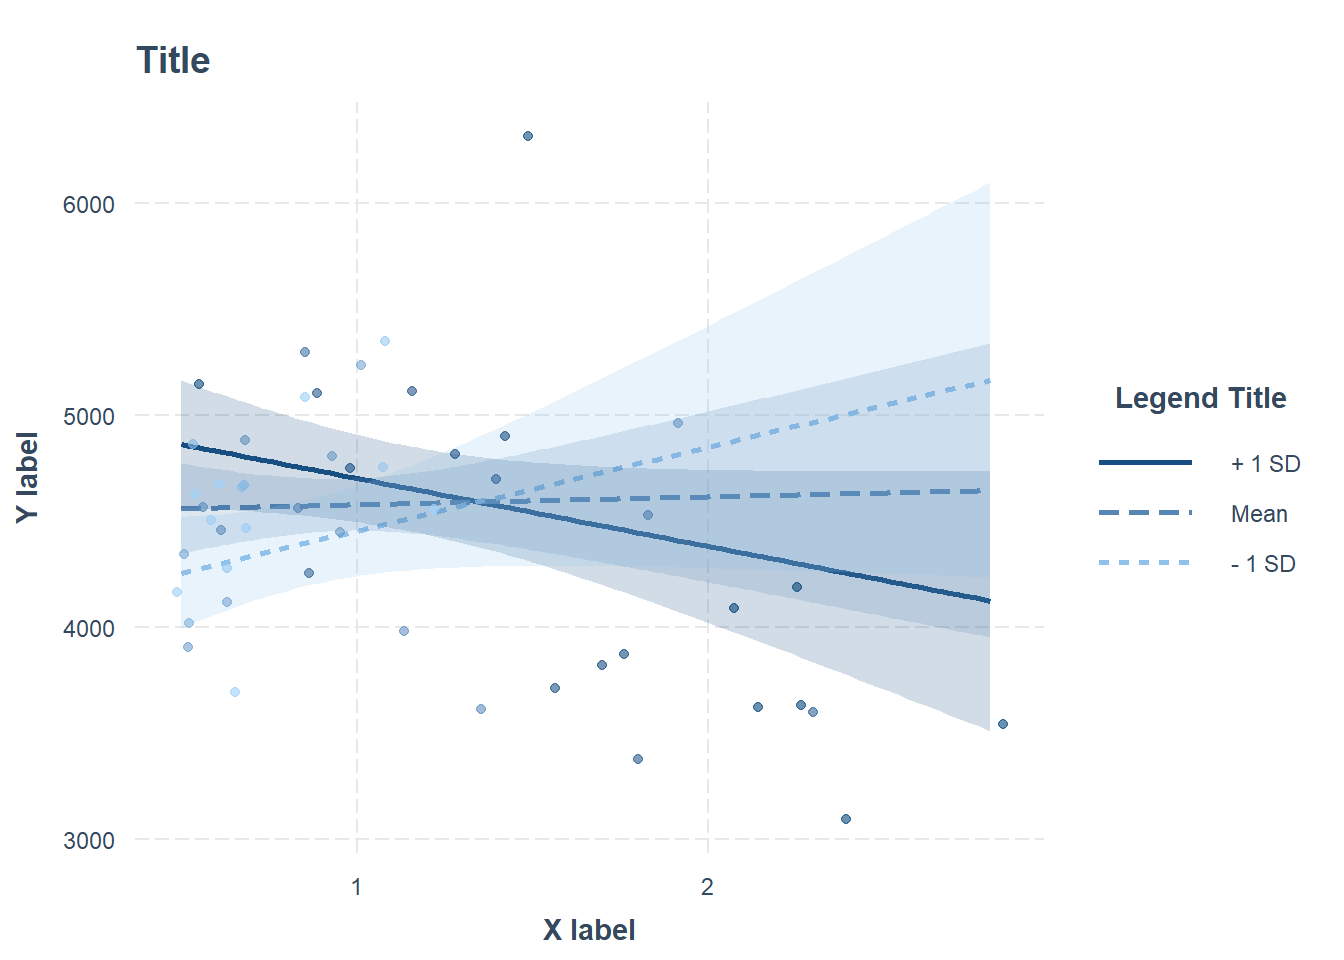 Title
6000
5000
4000
3000
Y label
1
2
X label
Legend Title
+ 1 SD
Mean
- 1 SD